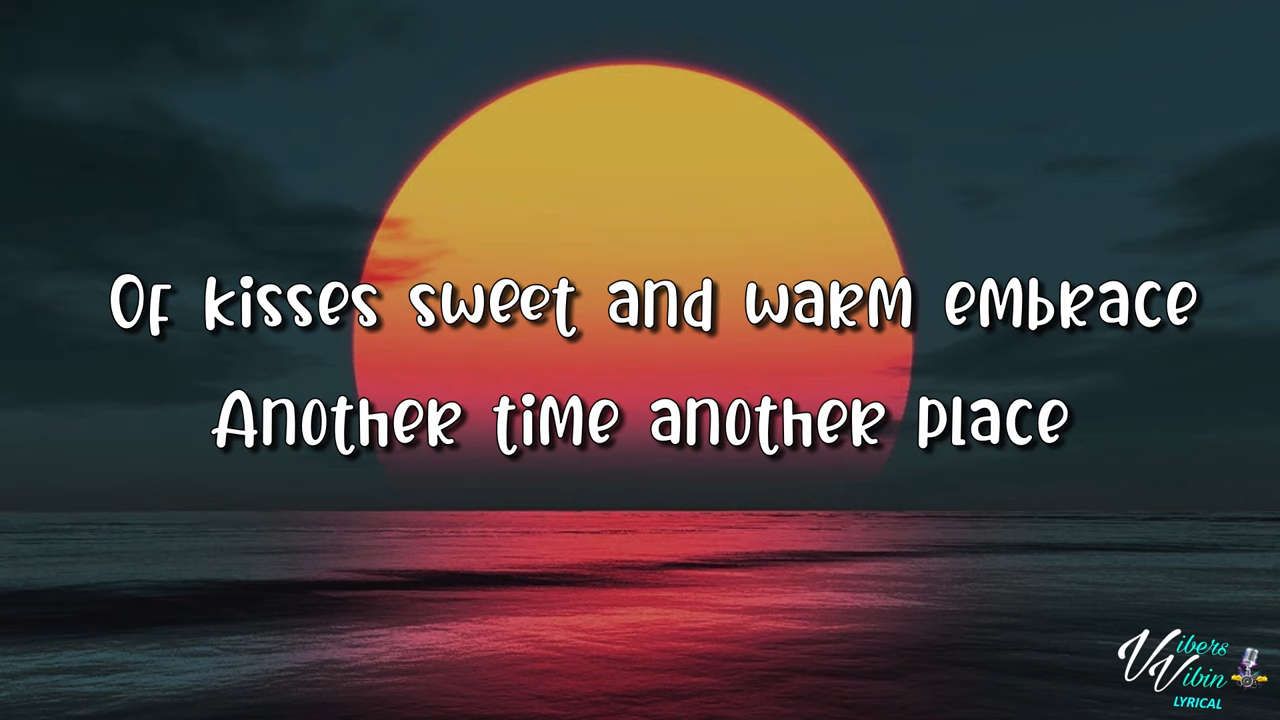 Of kisses sweet and warm embrace
Another time another place
Vibers
Vibin
LYRICAL